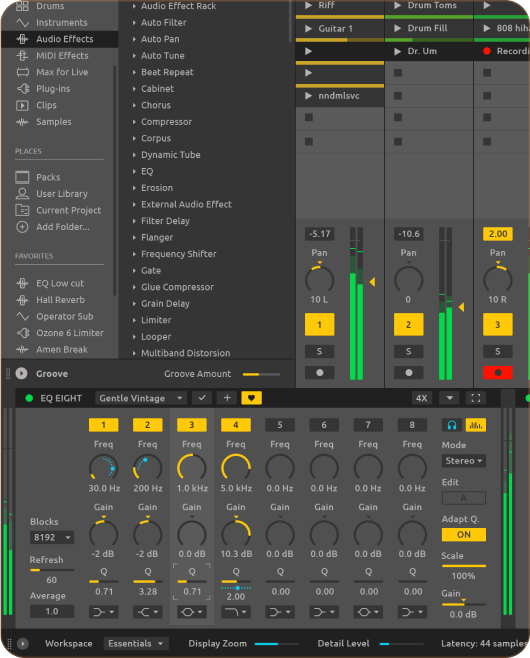 Drums
Instruments
Audio Effects
MIDI Effects
Max for Live
Plug-ins
Clips
Samples
PLACES
Packs
User Library
Current Project
Add Folder...
FAVORITES
EQ Low cut
Hall Reverb
Operator Sub
Ozone 6 Limiter
Amen Break
Audio Effect Rack
Auto Filter
Auto Pan
Auto Tune
Beat Repeat
Cabinet
Chorus
Compressor
Corpus
Dynamic Tube
EQ
Erosion
External Audio Effect
Filter Delay
Flanger
Frequency Shifter
Gate
Glue Compressor
Grain Delay
Limiter
Looper
Multiband Distorsion
Groove
Groove Amount
Riff
Drum Toms
Guitar 1
Drum Fill
808 hih
Dr. Um
Recordi
nndmlsvc
-5.17
-10.6
2.00
Pan
Pan
Pan
10 L
0
10 R
1
2
3
S
S
S
EQ EIGHT
Gentle Vintage
4X
1 2 3 4 5 6 7 8
Freq Freq Freq Freq Freq Freq Freq Freq
30.0 Hz 200 Hz 1.0 kHz 5.0 kHz 0.0 Hz 0.0 Hz 0.0 Hz 0.0 Hz
Gain Gain Gain Gain Gain Gain Gain Gain
-2 dB -2 dB 0.0 dB 10.3 dB 0.0 dB 0.0 dB 0.0 dB 0.0 dB
Q Q Q Q Q Q Q Q
0.71 3.28 0.71 2.00 0.00 0.00 0.00 0.00
Blocks
8192
Refresh
60
Average
1.0
Mode
Stereo
Edit
A
Adapt Q.
ON
Scale
100%
Gain
0.0 dB
Workspace
Essentials
Display Zoom
Detail Level
Latency: 44 samples